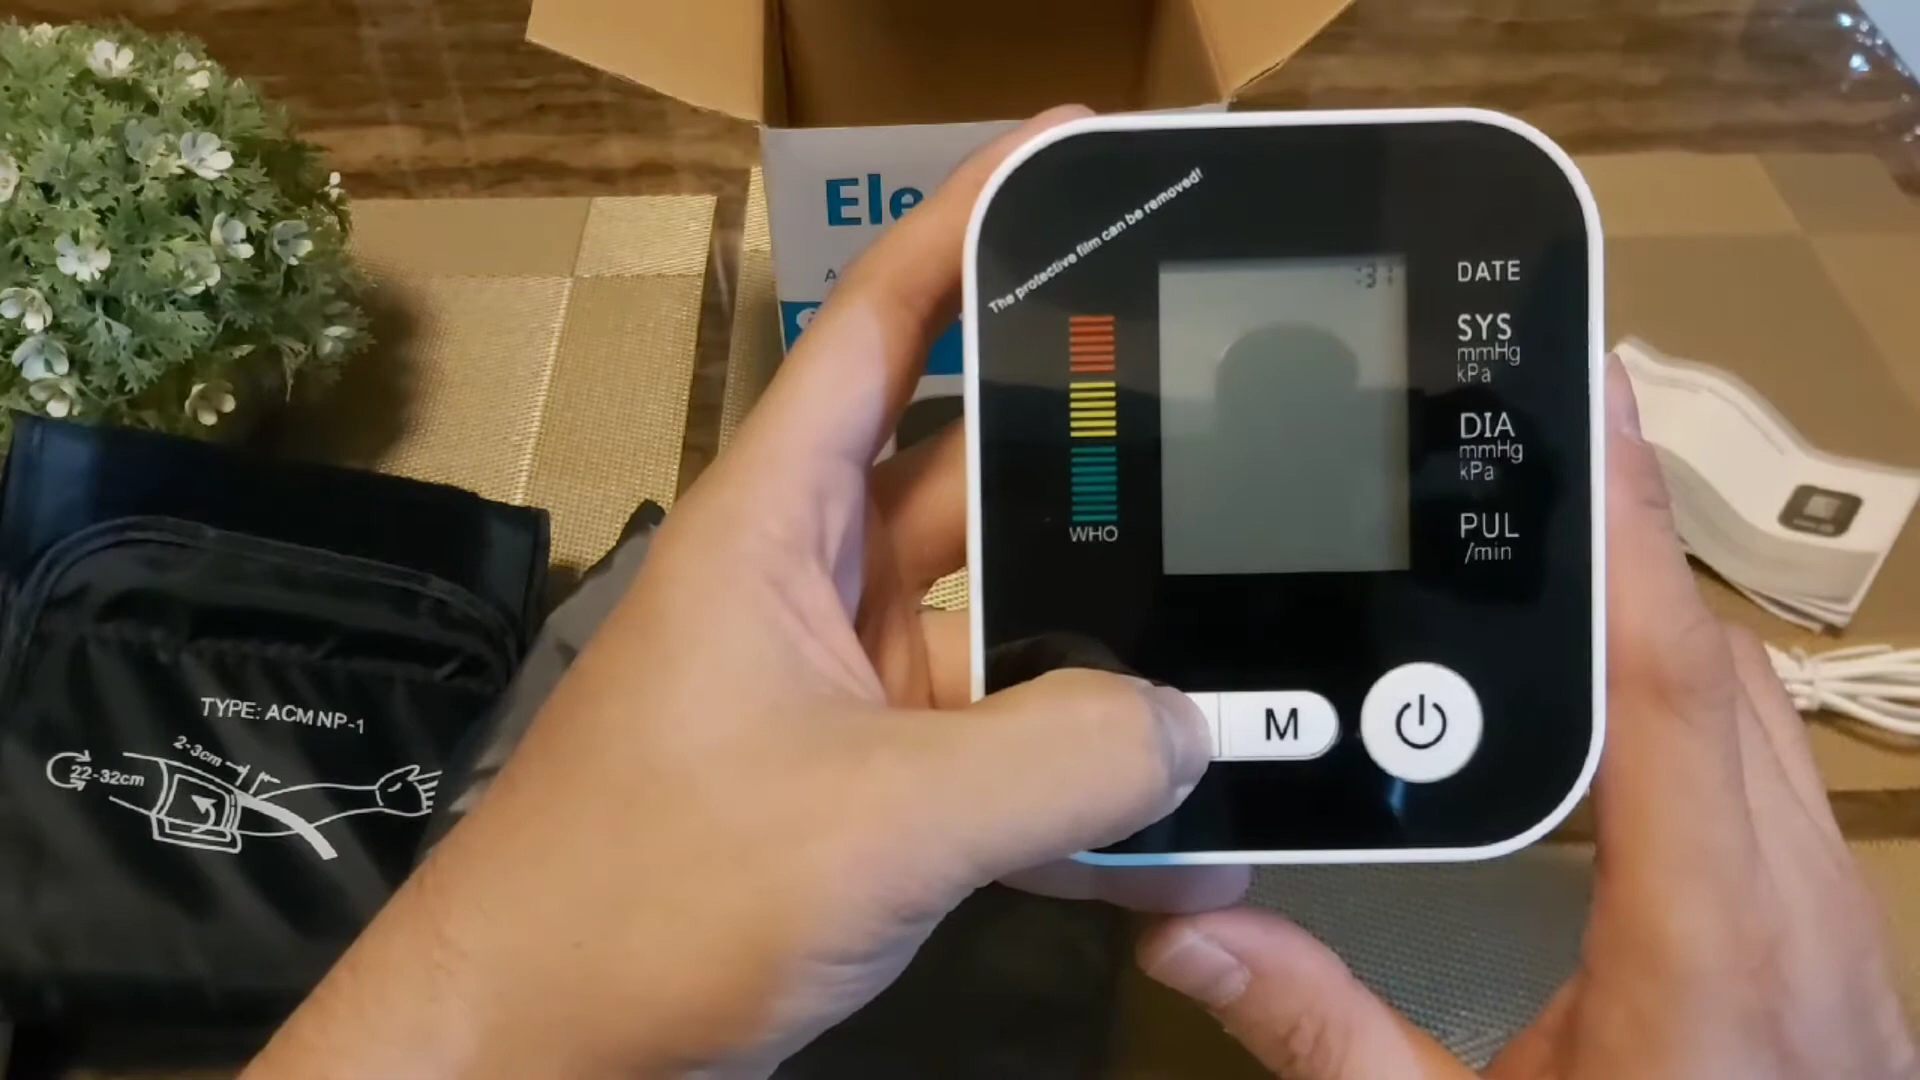 Ele
The protective film can be removed!
:31
DATE
SYS
mmHg
kPa
DIA
mmHg
kPa
PUL
/min
WHO
M
TYPE: ACM NP-1
2-3cm
22-32cm